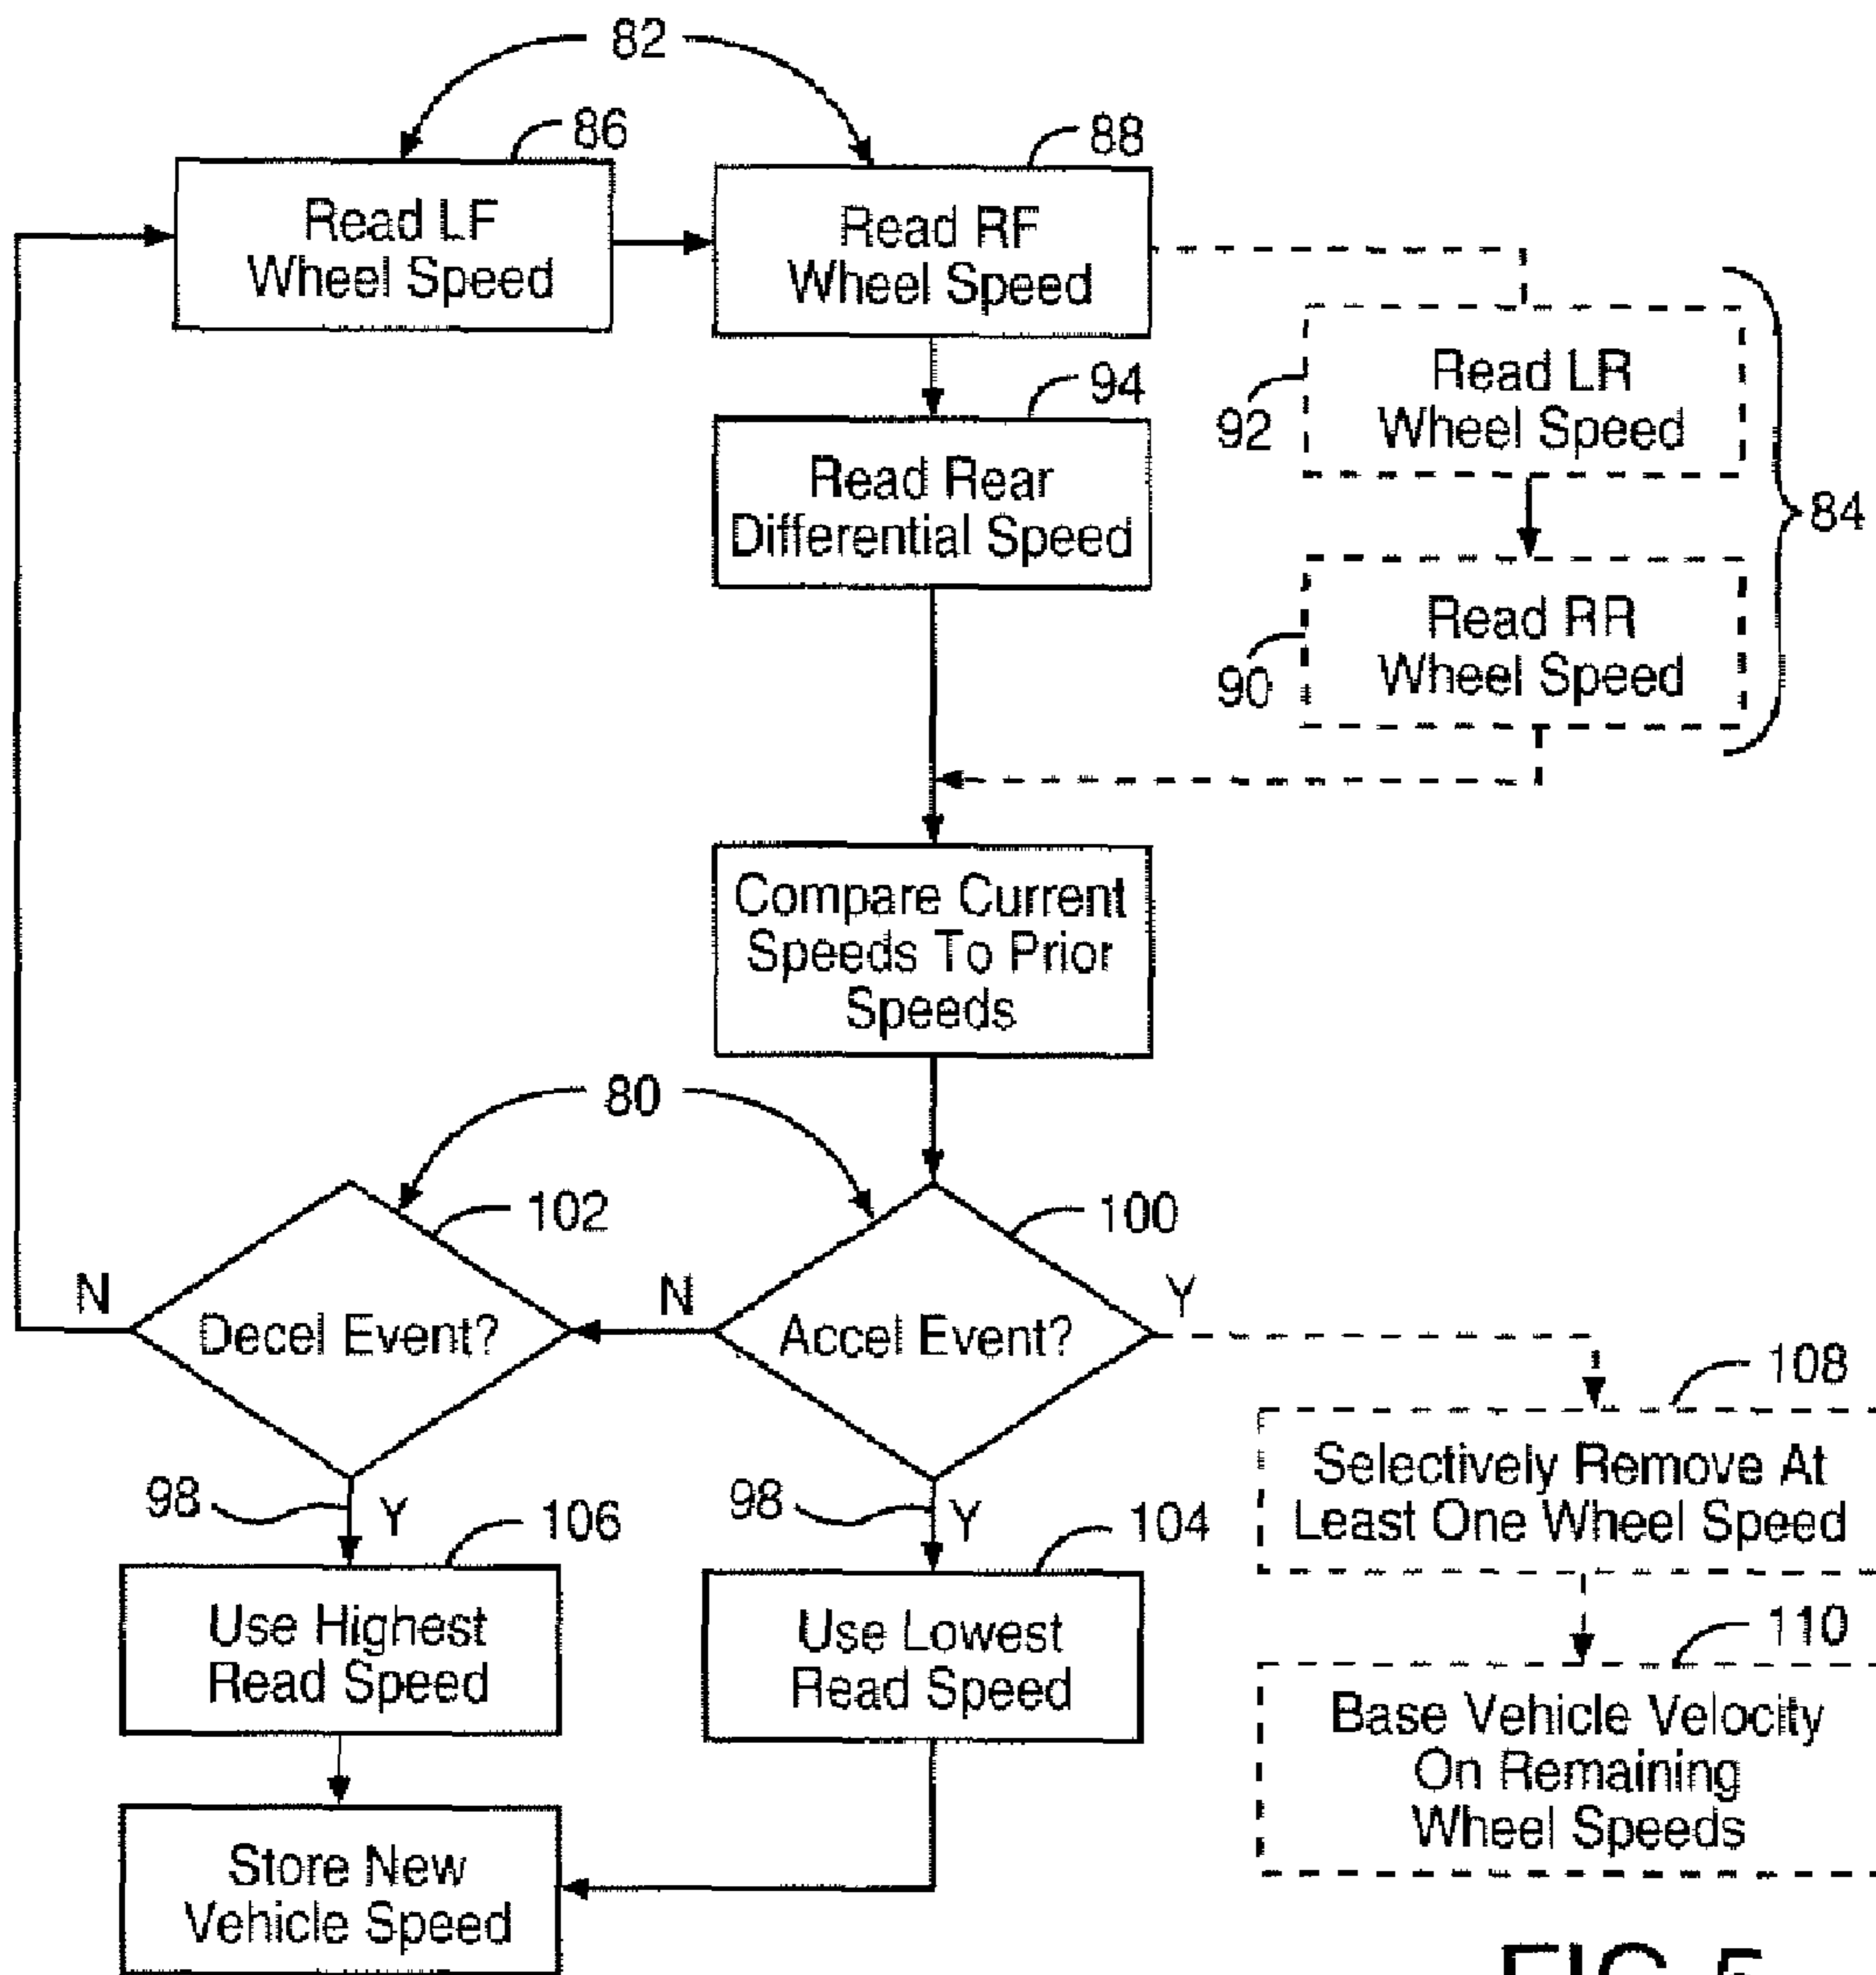 82
86
88
Read LF
Wheel Speed
Read RF
Wheel Speed
94
92
Read LR
Wheel Speed
84
Read Rear
Differential Speed
90
Read RR
Wheel Speed
Compare Current
Speeds To Prior
Speeds
80
102
100
N
Decel Event?
N
Accel Event?
Y
108
98
Y
106
98
Y
104
Selectively Remove At
Least One Wheel Speed
Use Highest
Read Speed
Use Lowest
Read Speed
110
Base Vehicle Velocity
On Remaining
Wheel Speeds
Store New
Vehicle Speed
FIG 5